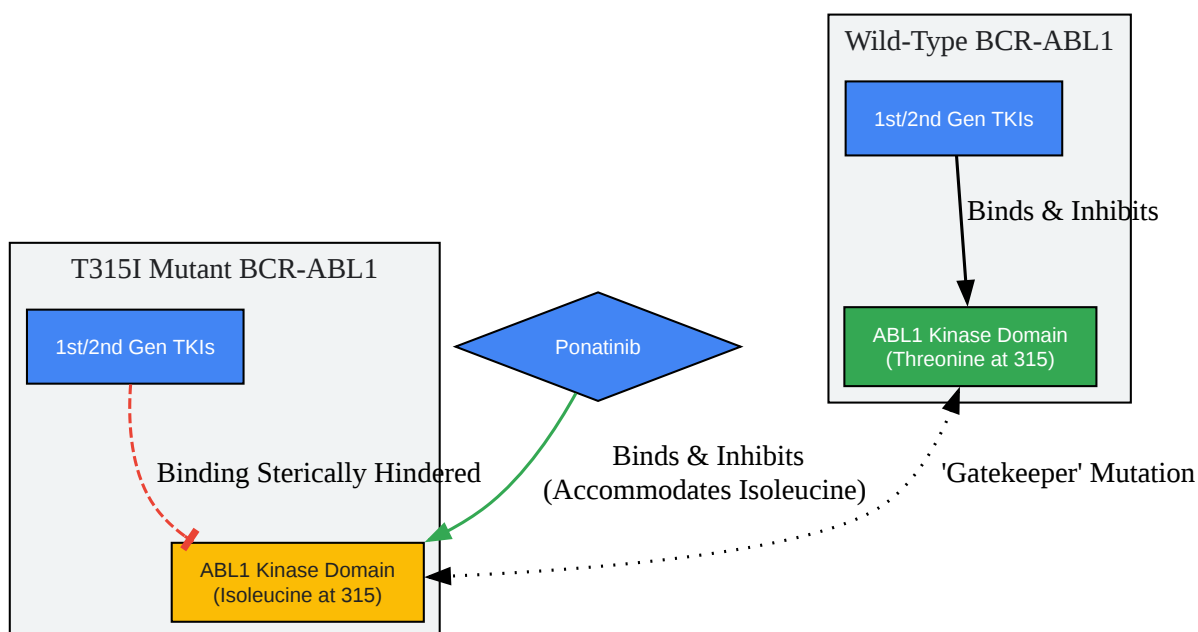 Wild-Type BCR-ABL1
1st/2nd Gen TKIs
Binds & Inhibits
ABL1 Kinase Domain
(Threonine at 315)
T315I Mutant BCR-ABL1
1st/2nd Gen TKIs
Ponatinib
Binding Sterically Hindered
Binds & Inhibits
(Accommodates Isoleucine)
'Gatekeeper' Mutation
ABL1 Kinase Domain
(Isoleucine at 315)